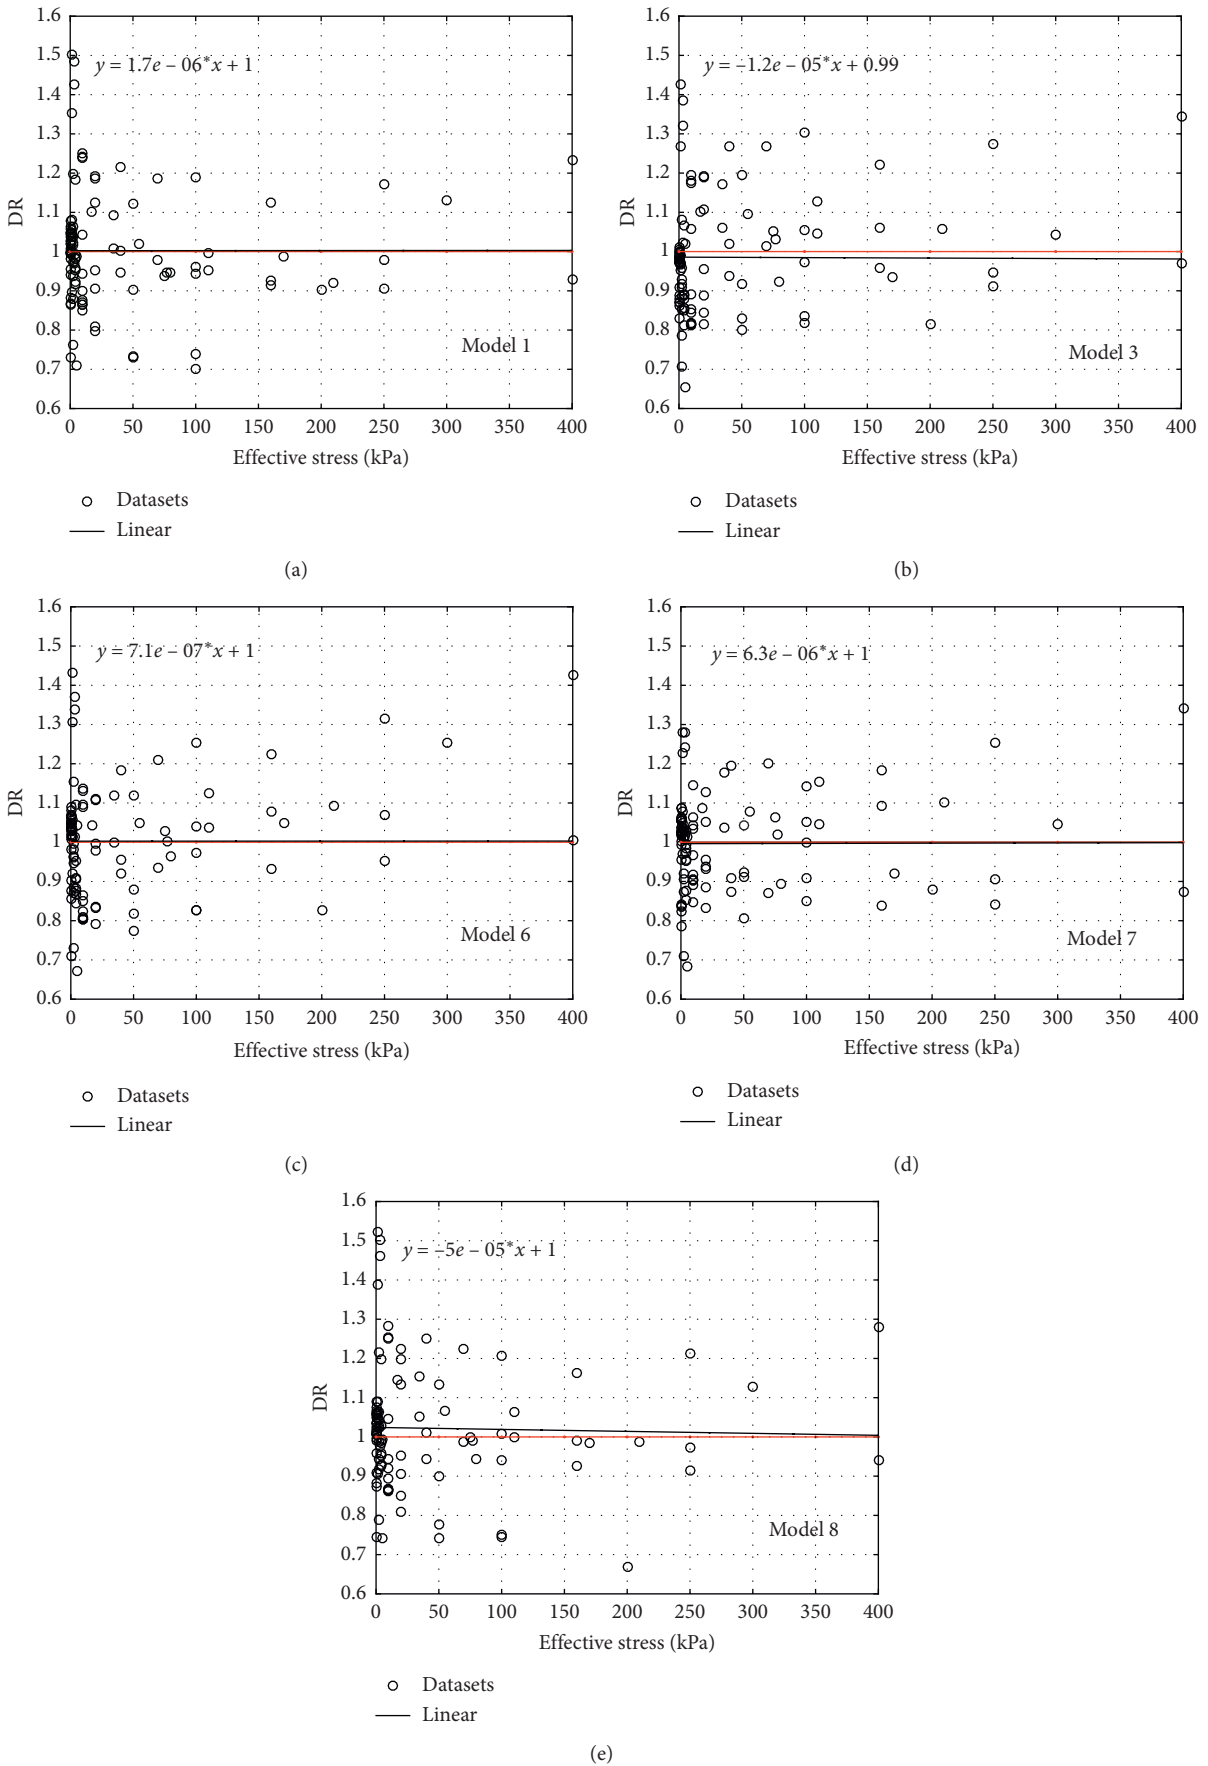 1.6
1.5
1.4
1.3
1.2
1.1
1
0.9
0.8
0.7
0.6
DR
y = 1.7e – 06*x + 1
Model 1
0 50 100 150 200 250 300 350 400
Effective stress (kPa)
Datasets
Linear
(a)
1.6
1.5
1.4
1.3
1.2
1.1
1
0.9
0.8
0.7
0.6
DR
y = –1.2e – 05*x + 0.99
Model 3
0 50 100 150 200 250 300 350 400
Effective stress (kPa)
Datasets
Linear
(b)
1.6
1.5
1.4
1.3
1.2
1.1
1
0.9
0.8
0.7
0.6
DR
y = 7.1e – 07*x + 1
Model 6
0 50 100 150 200 250 300 350 400
Effective stress (kPa)
Datasets
Linear
(c)
1.6
1.5
1.4
1.3
1.2
1.1
1
0.9
0.8
0.7
0.6
DR
y = 6.3e – 06*x + 1
Model 7
0 50 100 150 200 250 300 350 400
Effective stress (kPa)
Datasets
Linear
(d)
1.6
1.5
1.4
1.3
1.2
1.1
1
0.9
0.8
0.7
0.6
DR
y = –5e – 05*x + 1
Model 8
0 50 100 150 200 250 300 350 400
Effective stress (kPa)
Datasets
Linear
(e)